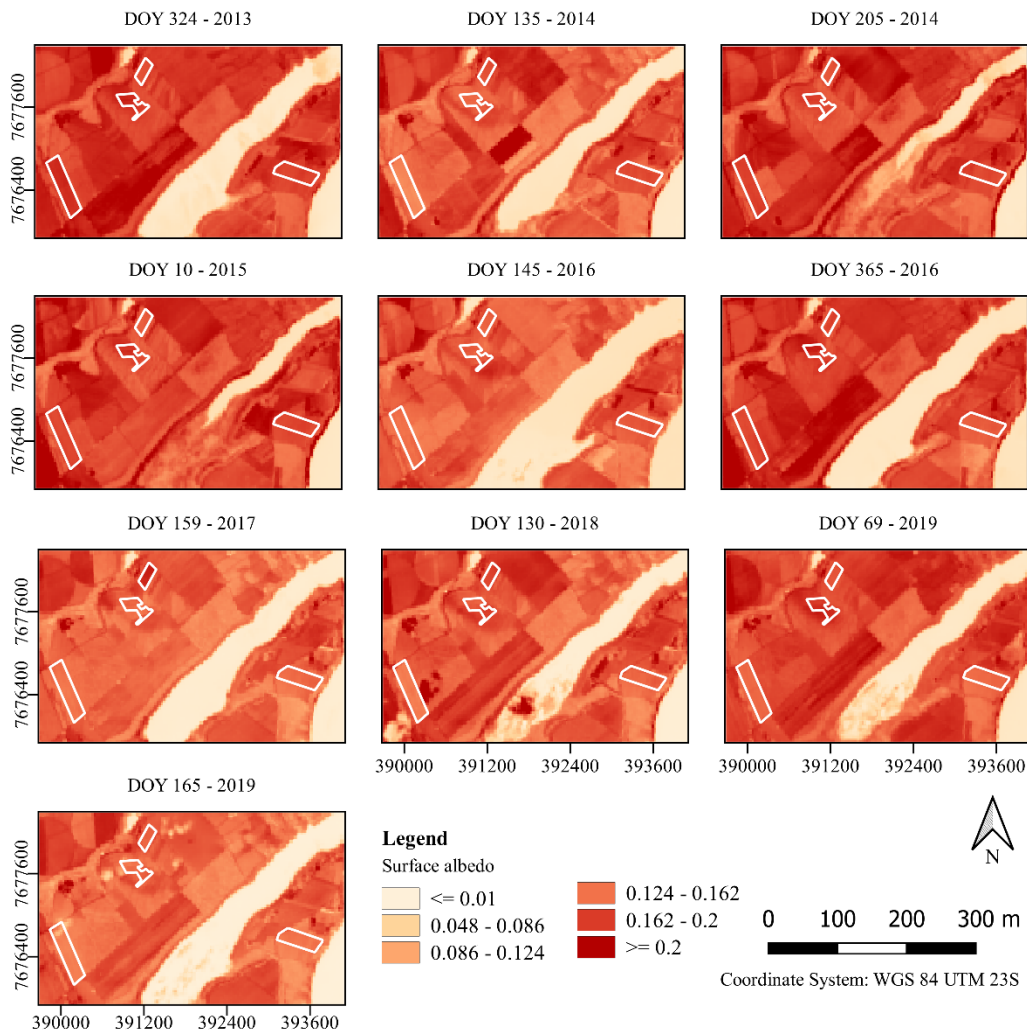 DOY 324 - 2013
DOY 135 - 2014
DOY 205 - 2014
7677600
7676400
DOY 10 - 2015
DOY 145 - 2016
DOY 365 - 2016
7677600
7676400
DOY 159 - 2017
DOY 130 - 2018
DOY 69 - 2019
7677600
7676400
390000 391200 392400 393600
390000 391200 392400 393600
DOY 165 - 2019
7677600
7676400
390000 391200 392400 393600
Legend
Surface albedo
<= 0.01
0.048 - 0.086
0.086 - 0.124
0.124 - 0.162
0.162 - 0.2
>= 0.2
N
0 100 200 300 m
Coordinate System: WGS 84 UTM 23S